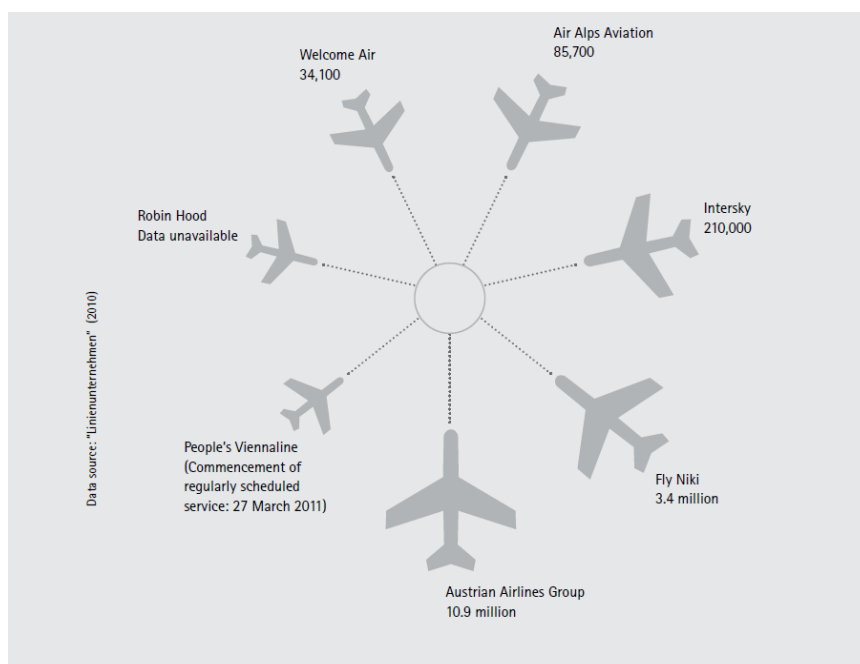 Air Alps Aviation
85,700
Welcome Air
34,100
Intersky
210,000
Robin Hood
Data unavailable
Data source: "Linienunternehmen" (2010)
People's Viennaline
(Commencement of
regularly scheduled
service: 27 March 2011)
Fly Niki
3.4 million
Austrian Airlines Group
10.9 million